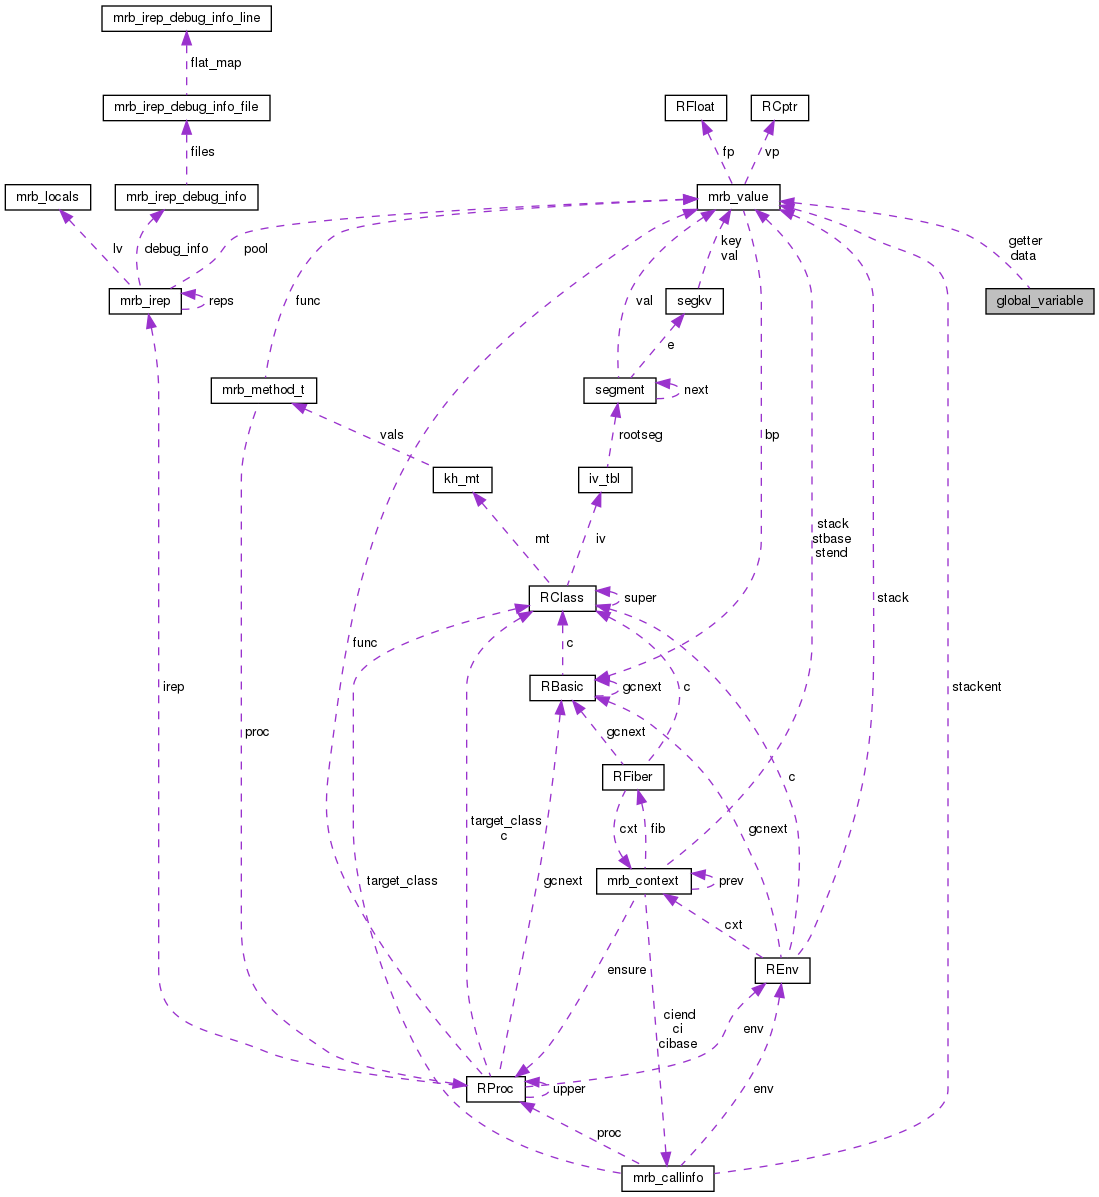 mrb_irep_debug_info_line
flat_map
mrb_irep_debug_info_file
RFloat
RCptr
files
fp
vp
mrb_locals
mrb_irep_debug_info
mrb_value
lv
debug_info
pool
key
val
getter
data
mrb_irep
reps
func
val
segkv
global_variable
e
mrb_method_t
segment
next
vals
rootseg
bp
kh_mt
iv_tbl
stack
stbase
stend
mt
iv
RClass
super
stack
func
c
irep
RBasic
gcnext
c
stackent
proc
gcnext
RFiber
c
target_class
c
cxt
fib
gcnext
target_class
gcnext
mrb_context
prev
cxt
ensure
REnv
ciend
ci
cibase
env
RProc
upper
env
proc
mrb_callinfo